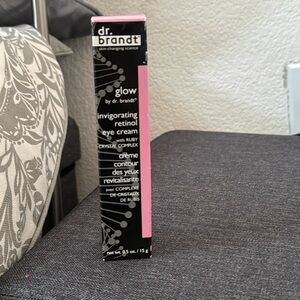 dr.
brandt
skin changing science
glow
by dr. brandt®
invigorating
retinol
eye cream
with RUBY
CRYSTAL COMPLEX
crème
contour
des yeux
revitalisante
avec COMPLEXE
DE CRISTAUX
DE RUBIS
net wt. 0.5 oz. / 15 g